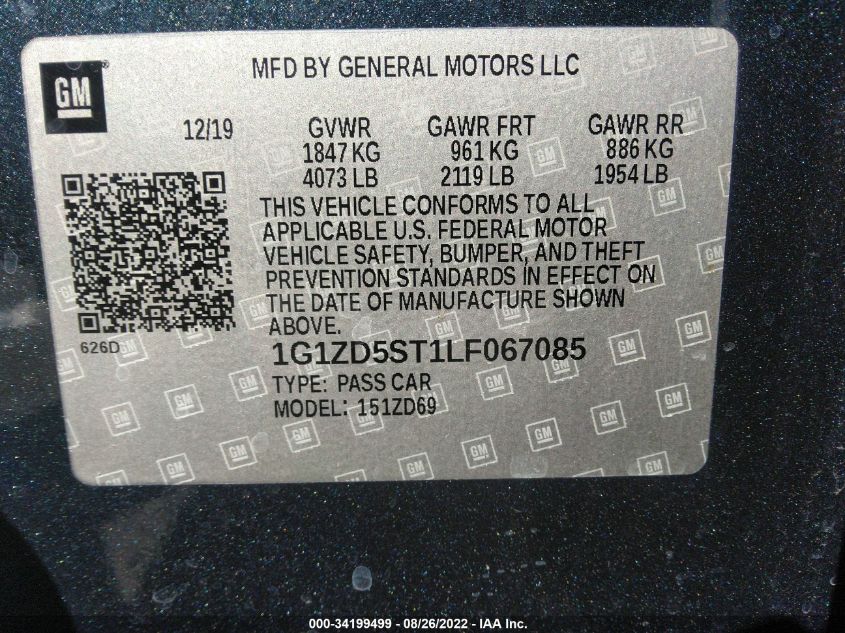 GM
MFD BY GENERAL MOTORS LLC
12/19 GVWR GAWR FRT GAWR RR
1847 KG 961 KG 886 KG
4073 LB 2119 LB 1954 LB
THIS VEHICLE CONFORMS TO ALL
APPLICABLE U.S. FEDERAL MOTOR
VEHICLE SAFETY, BUMPER, AND THEFT
PREVENTION STANDARDS IN EFFECT ON
THE DATE OF MANUFACTURE SHOWN
ABOVE.
626D
1G1ZD5ST1LF067085
TYPE: PASS CAR
MODEL: 151ZD69
000-34199499 - 08/26/2022 - IAA Inc.